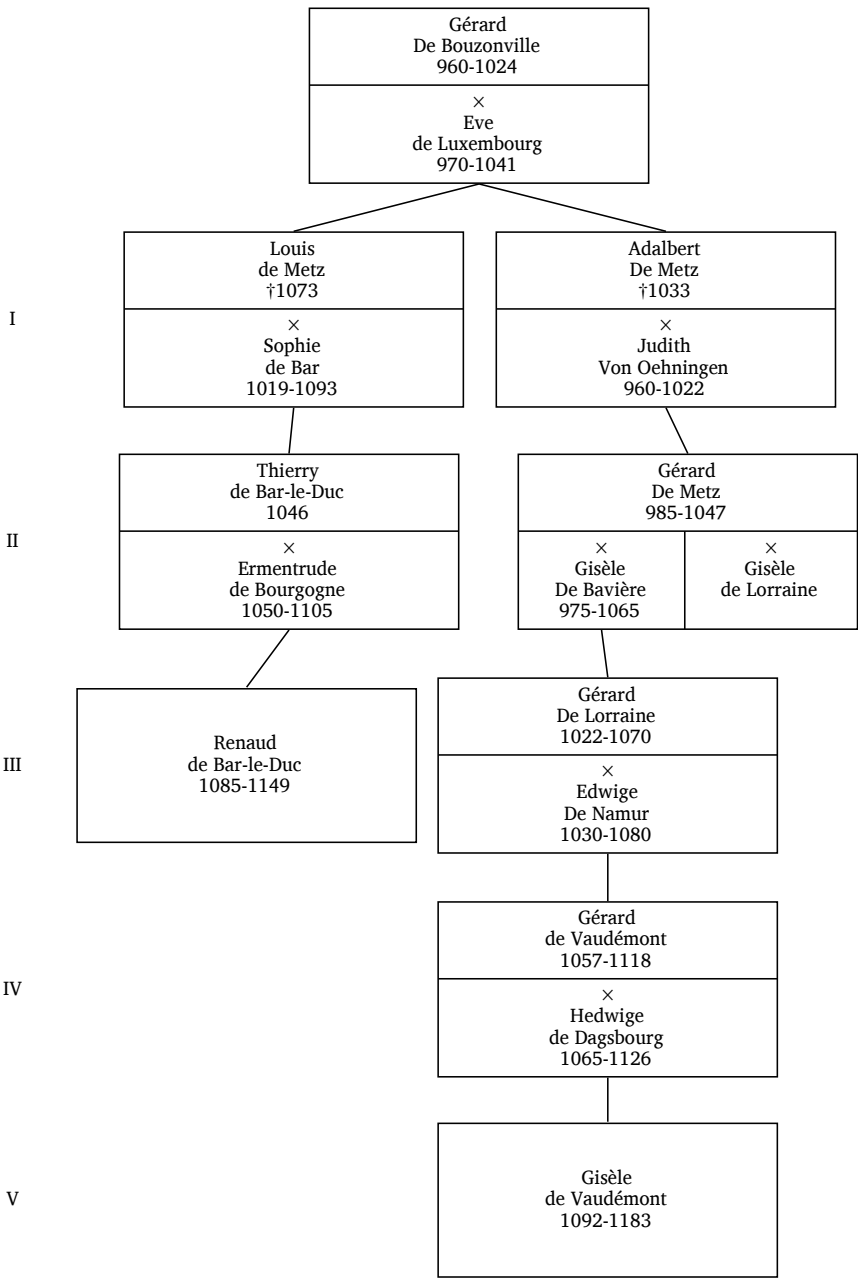 Gérard
De Bouzonville
960-1024
×
Eve
de Luxembourg
970-1041
I
Louis
de Metz
†1073
×
Sophie
de Bar
1019-1093
Adalbert
De Metz
†1033
×
Judith
Von Oehningen
960-1022
II
Thierry
de Bar-le-Duc
1046
×
Ermentrude
de Bourgogne
1050-1105
Gérard
De Metz
985-1047
×
Gisèle
De Bavière
975-1065
×
Gisèle
de Lorraine
III
Renaud
de Bar-le-Duc
1085-1149
Gérard
De Lorraine
1022-1070
×
Edwige
De Namur
1030-1080
IV
Gérard
de Vaudémont
1057-1118
×
Hedwige
de Dagsbourg
1065-1126
V
Gisèle
de Vaudémont
1092-1183